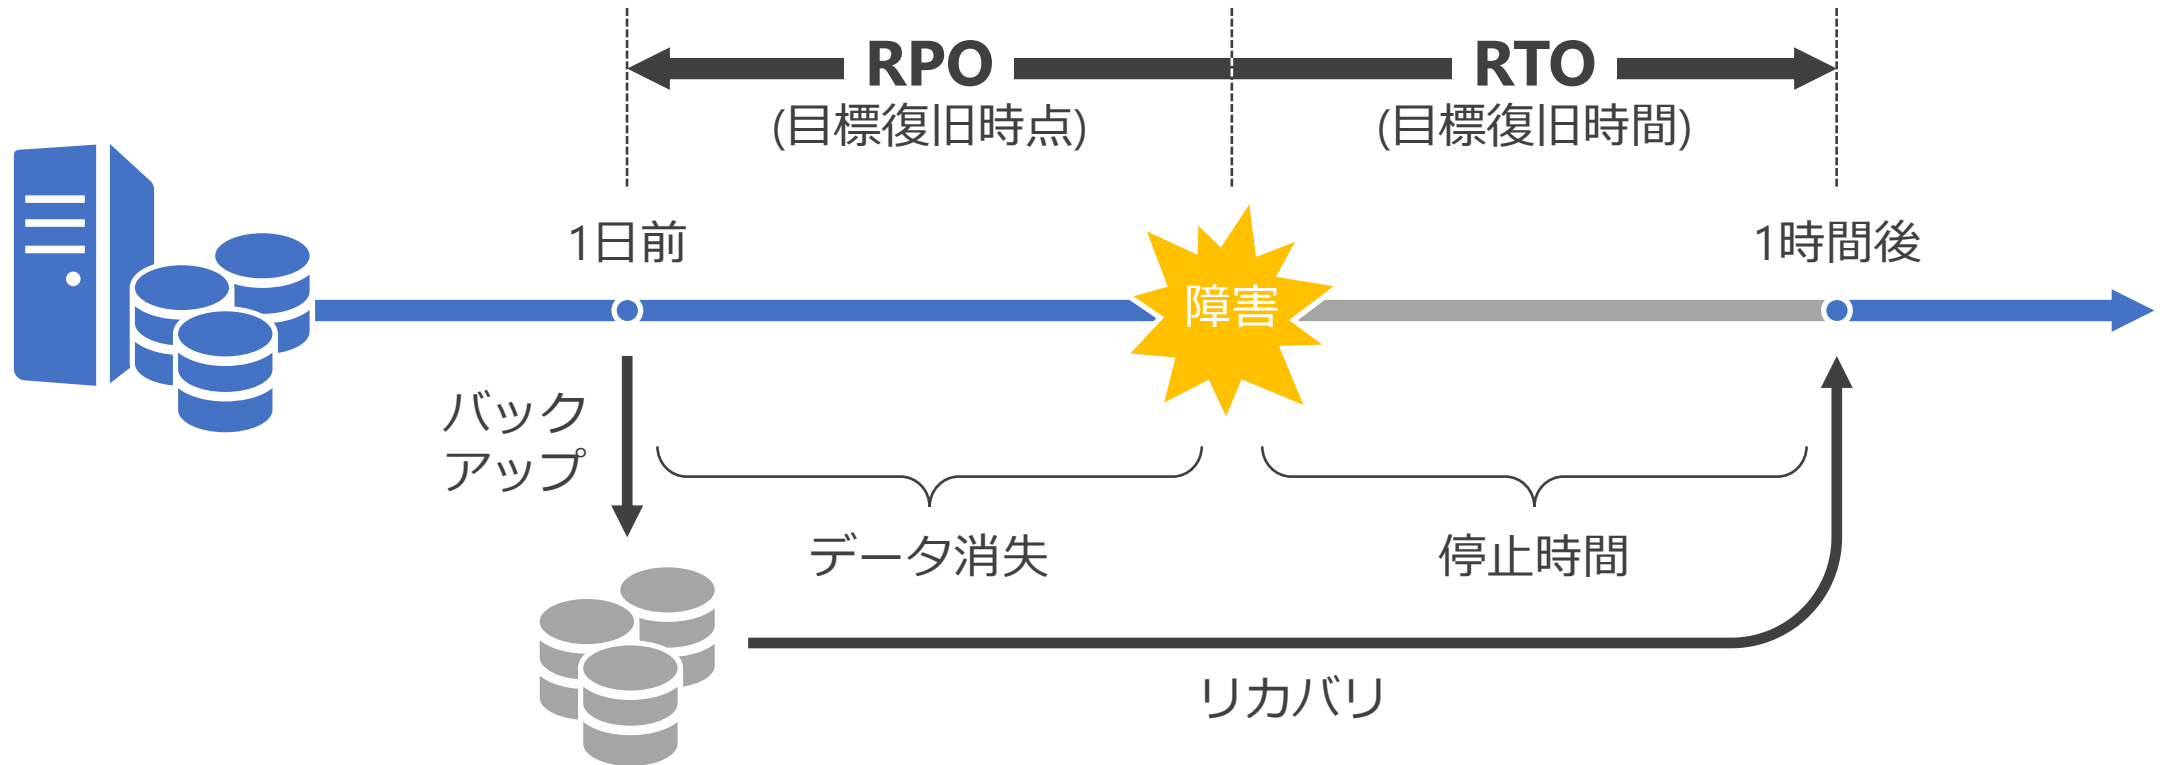 RPO
(目標復旧時点)
RTO
(目標復旧時間)
1日前
障害
1時間後
バック
アップ
データ消失
停止時間
リカバリ